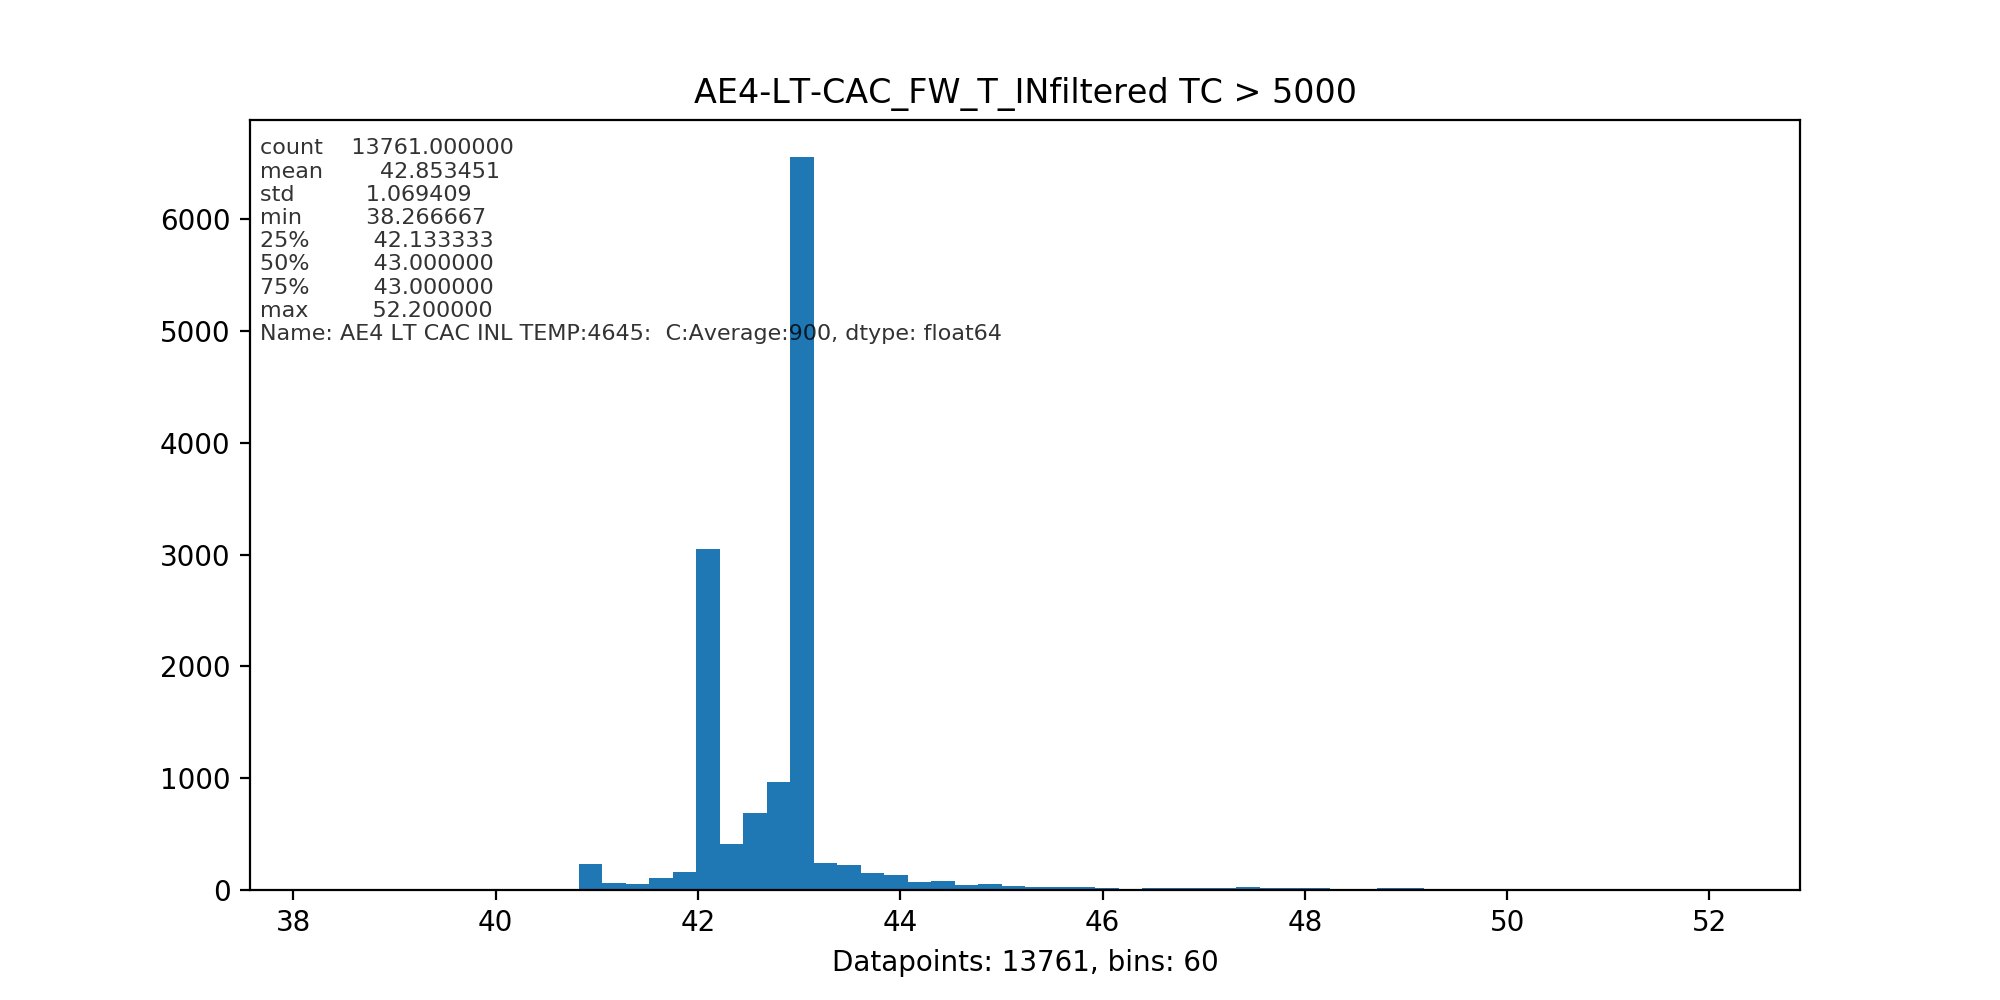 AE4-LT-CAC_FW_T_INfiltered TC > 5000
count 13761.000000
mean 42.853451
std 1.069409
min 38.266667
25% 42.133333
50% 43.000000
75% 43.000000
max 52.200000
Name: AE4 LT CAC INL TEMP:4645:  C:Average:900, dtype: float64
6000
5000
4000
3000
2000
1000
0
38 40 42 44 46 48 50 52
Datapoints: 13761, bins: 60